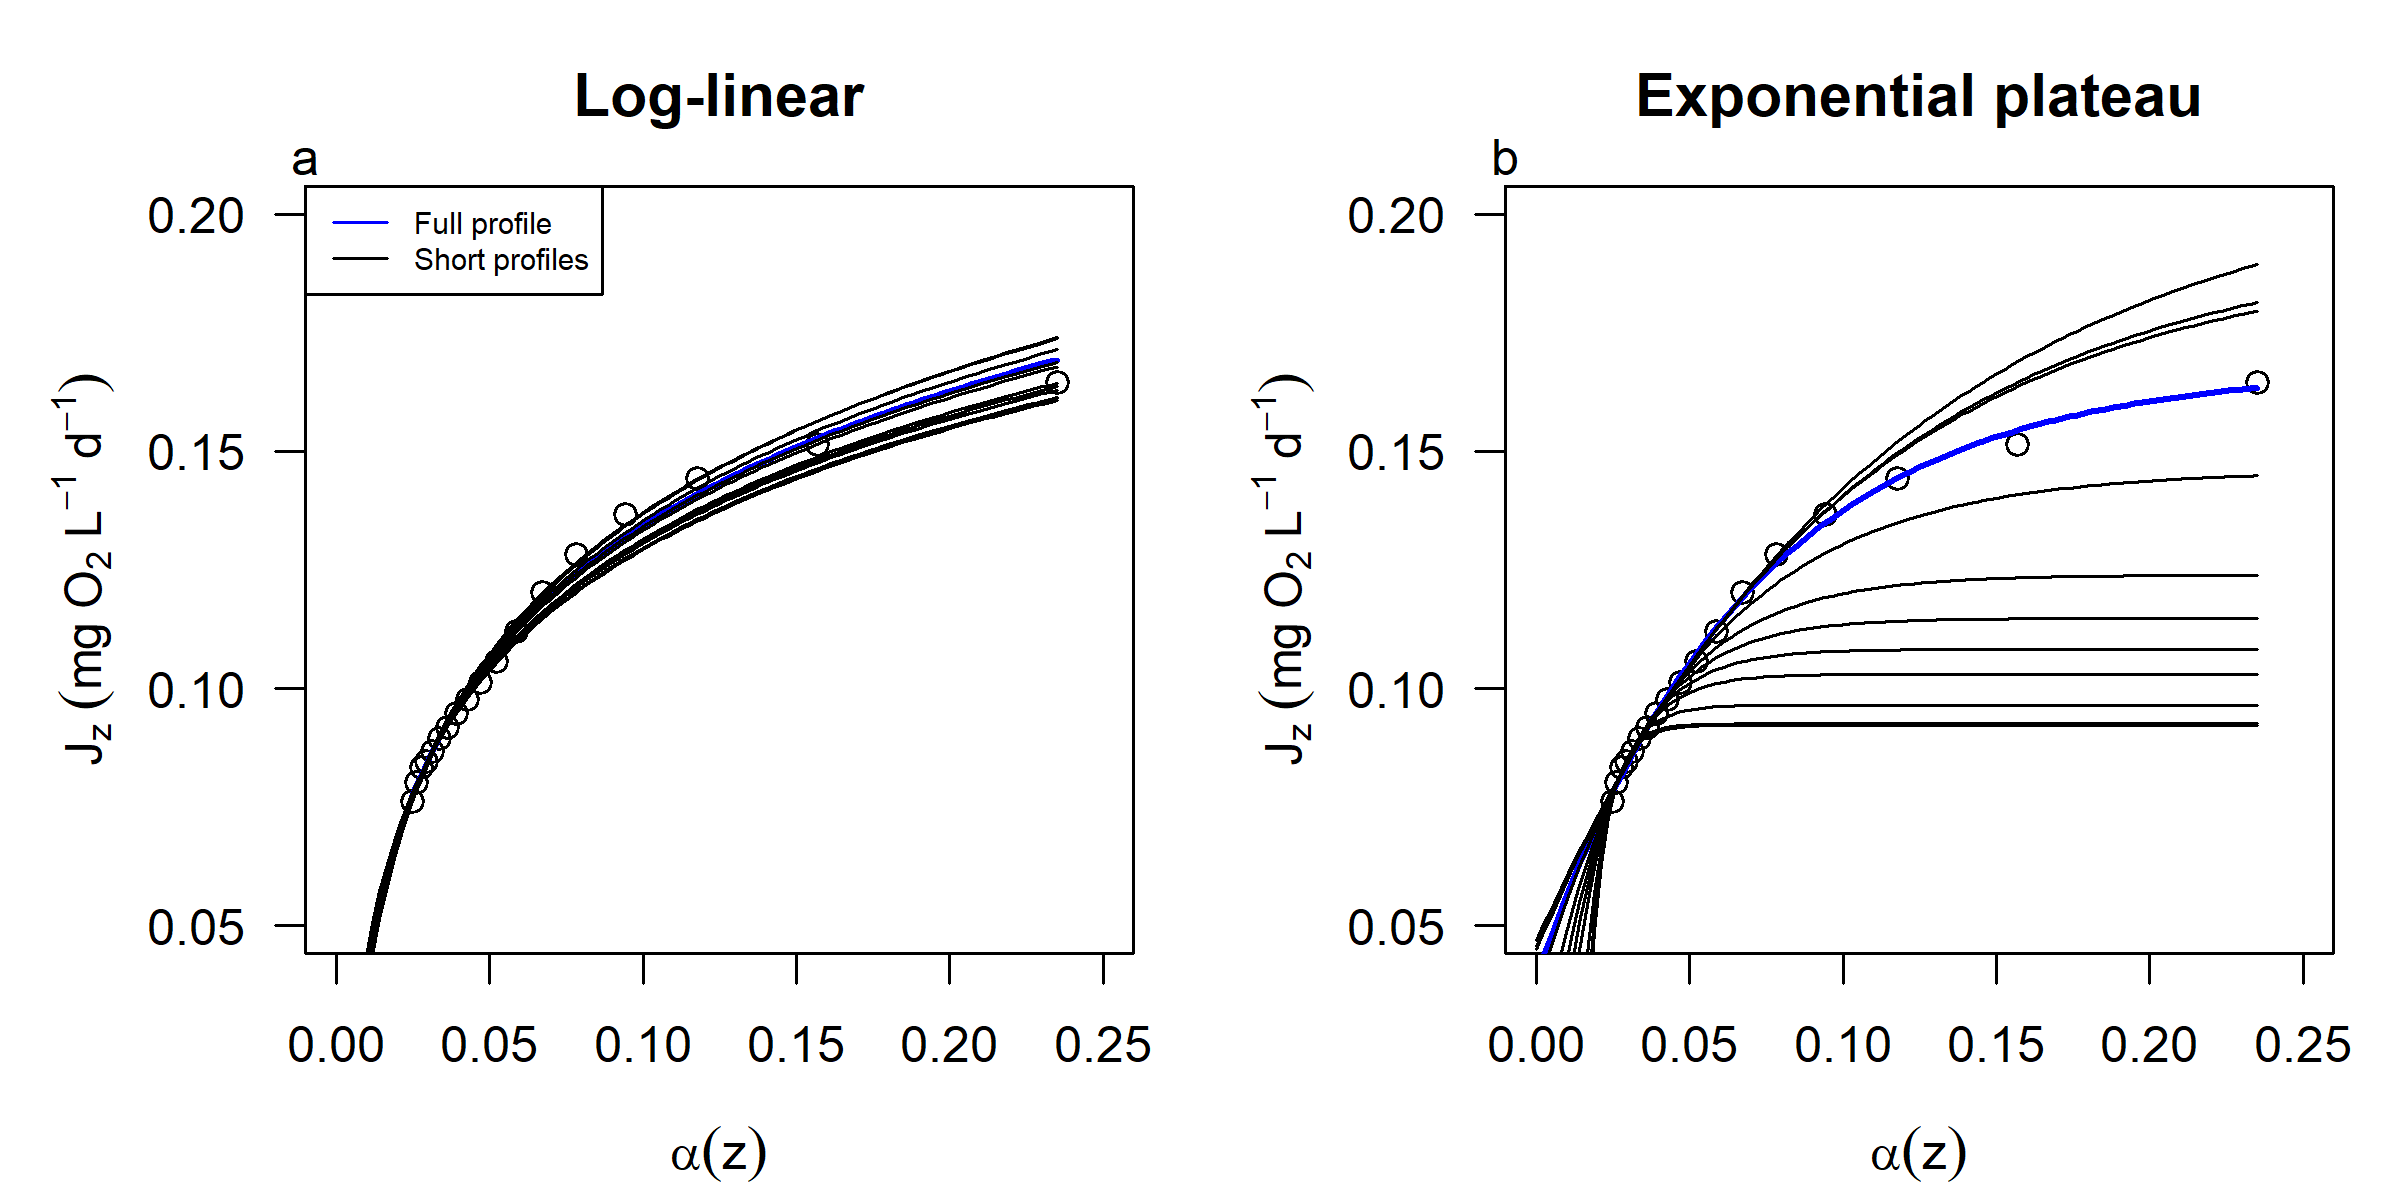 Log-linear
a
Full profile
Short profiles
0.20
0.15
0.10
0.05
J_z (mg O₂ L⁻¹ d⁻¹)
0.00 0.05 0.10 0.15 0.20 0.25
α(z)
Exponential plateau
b
0.20
0.15
0.10
0.05
J_z (mg O₂ L⁻¹ d⁻¹)
0.00 0.05 0.10 0.15 0.20 0.25
α(z)